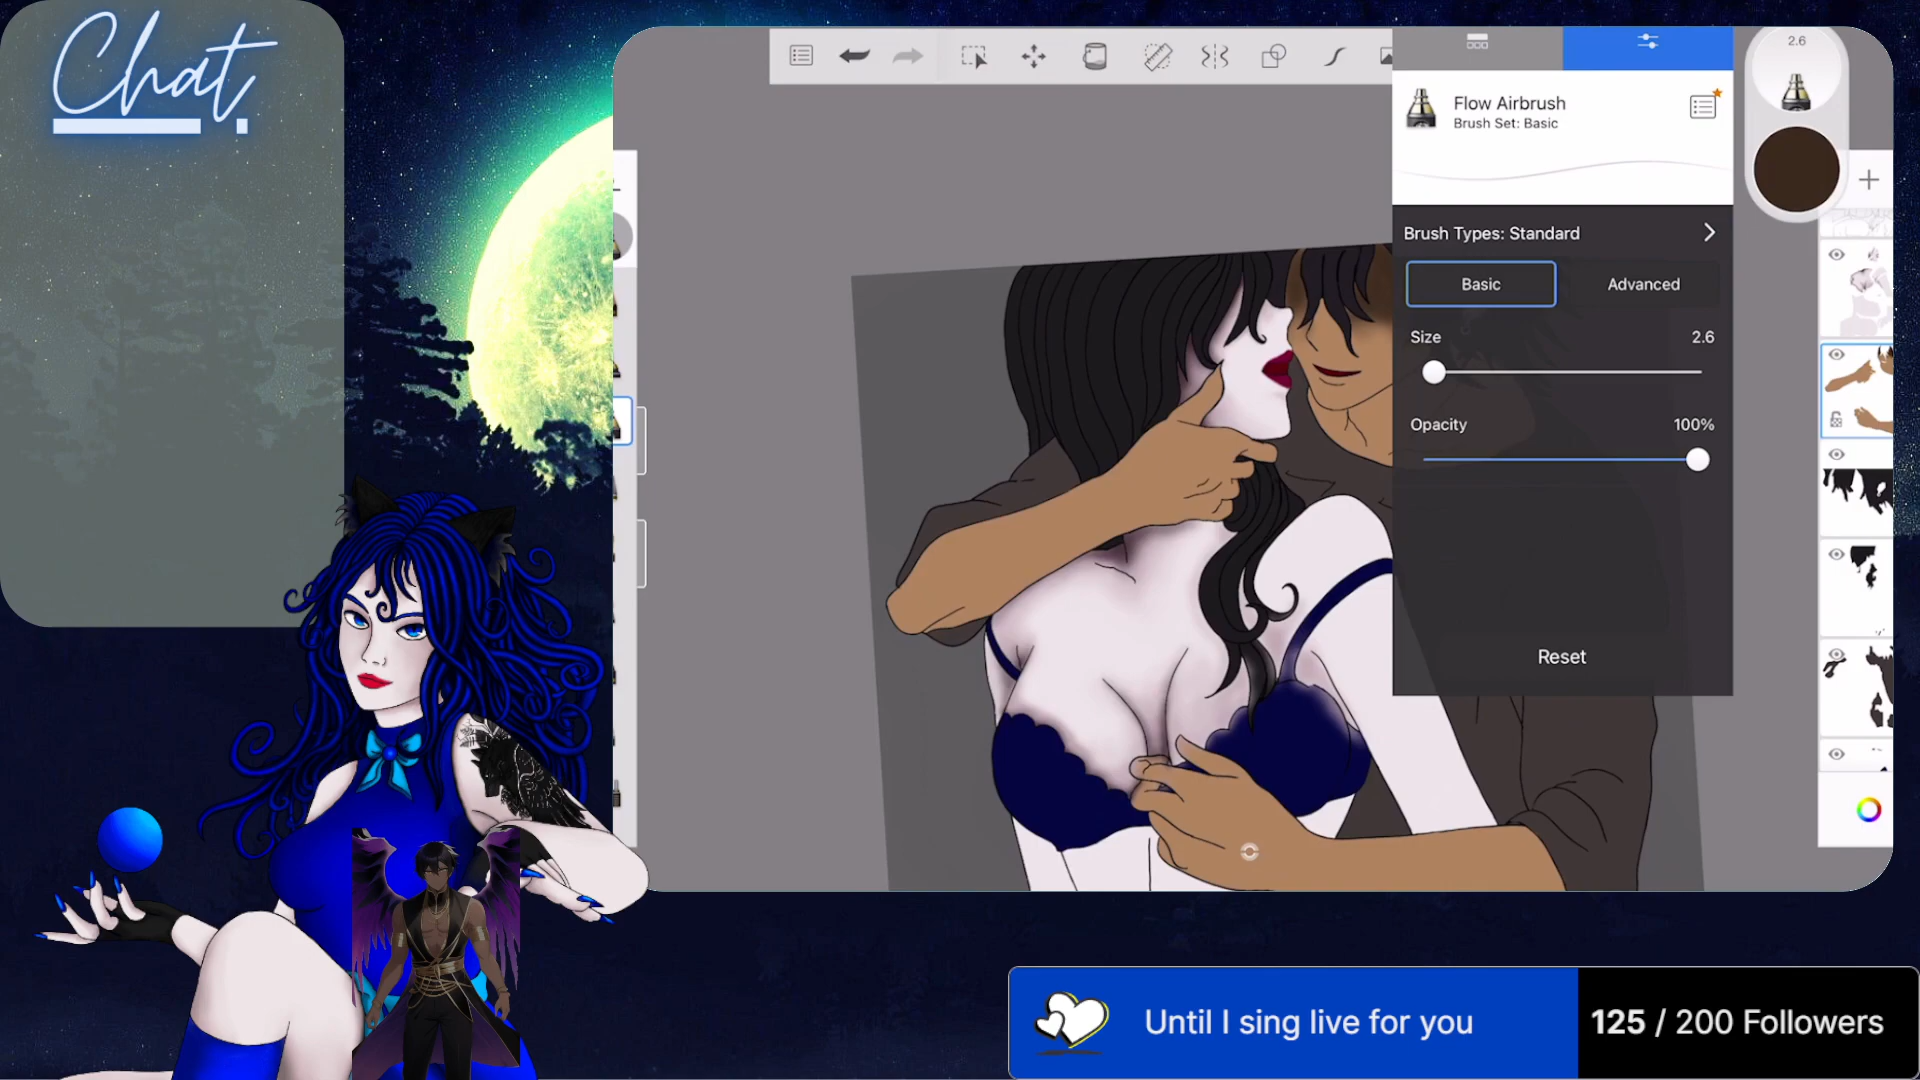 Chat
2.6
Flow Airbrush
Brush Set: Basic
Brush Types: Standard
Basic
Advanced
Size
2.6
Opacity
100%
Reset
Until I sing live for you
125 / 200 Followers